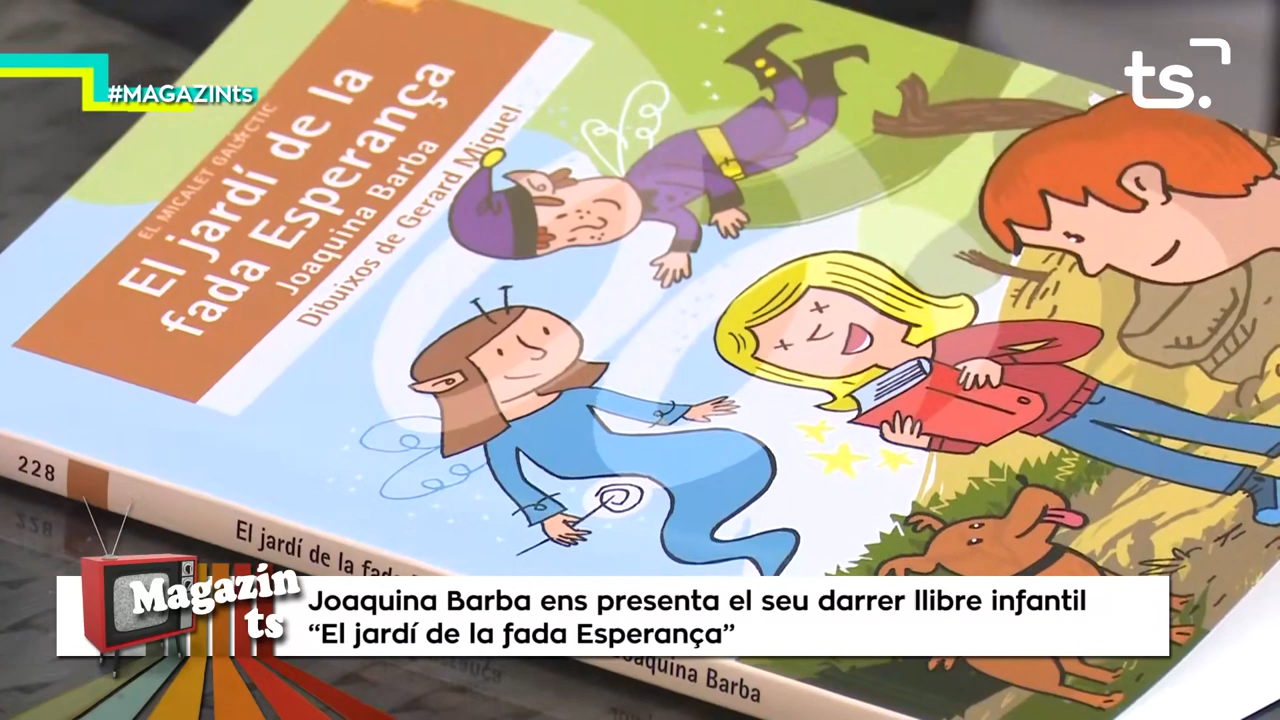 #MAGAZINts
ts.
EL MICALET GALÀCTIC
El jardí de la
fada Esperança
Joaquina Barba
Dibuixos de Gerard Miquel
228
El jardí de la fada
Joaquina Barba
Magazín
ts
Joaquina Barba ens presenta el seu darrer llibre infantil
“El jardí de la fada Esperança”